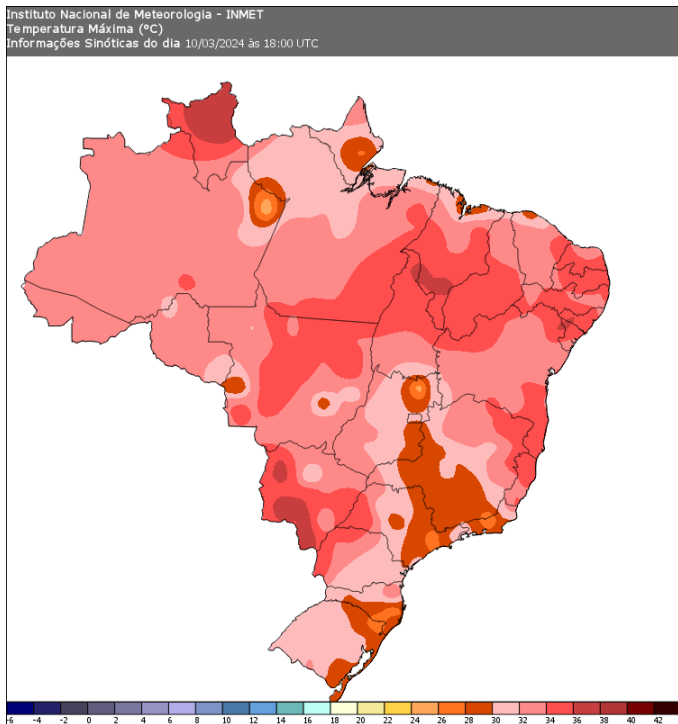 Instituto Nacional de Meteorologia - INMET
Temperatura Máxima (ºC)
Informações Sinóticas do dia 10/03/2024 às 18:00 UTC
-6 -4 -2 0 2 4 6 8 10 12 14 16 18 20 22 24 26 28 30 32 34 36 38 40 42